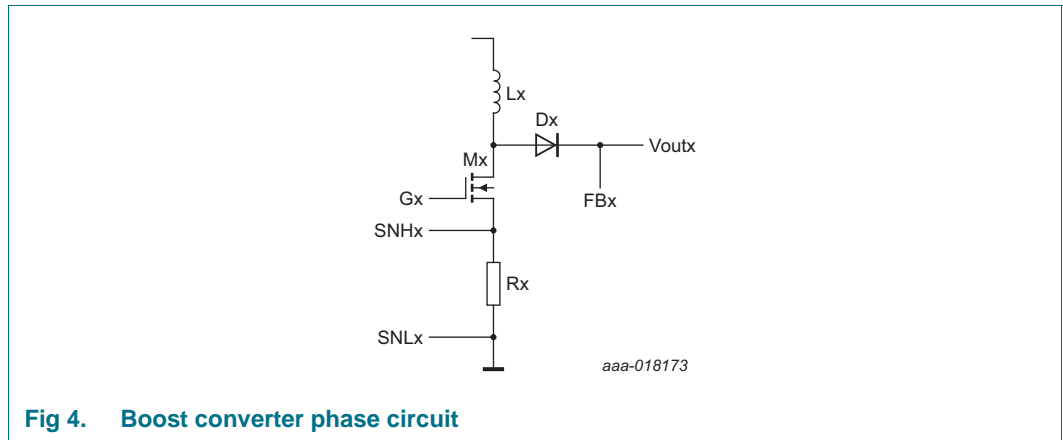 Lx
Dx
Voutx
Mx
Gx
FBx
SNHx
Rx
SNLx
aaa-018173
Fig 4. Boost converter phase circuit